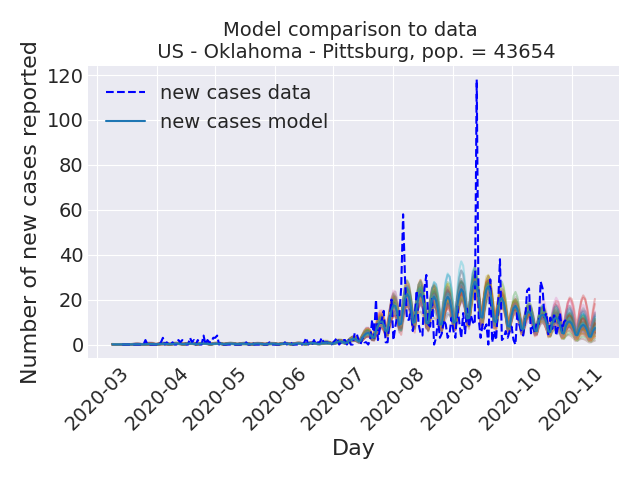 Model comparison to data
US - Oklahoma - Pittsburg, pop. = 43654
Number of new cases reported
120
100
80
60
40
20
0
new cases data
new cases model
2020-03
2020-04
2020-05
2020-06
2020-07
2020-08
2020-09
2020-10
2020-11
Day